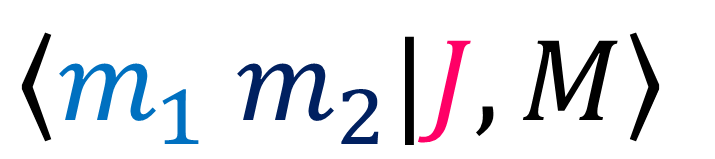 ⟨𝑚₁ 𝑚₂|𝐽, 𝑀⟩